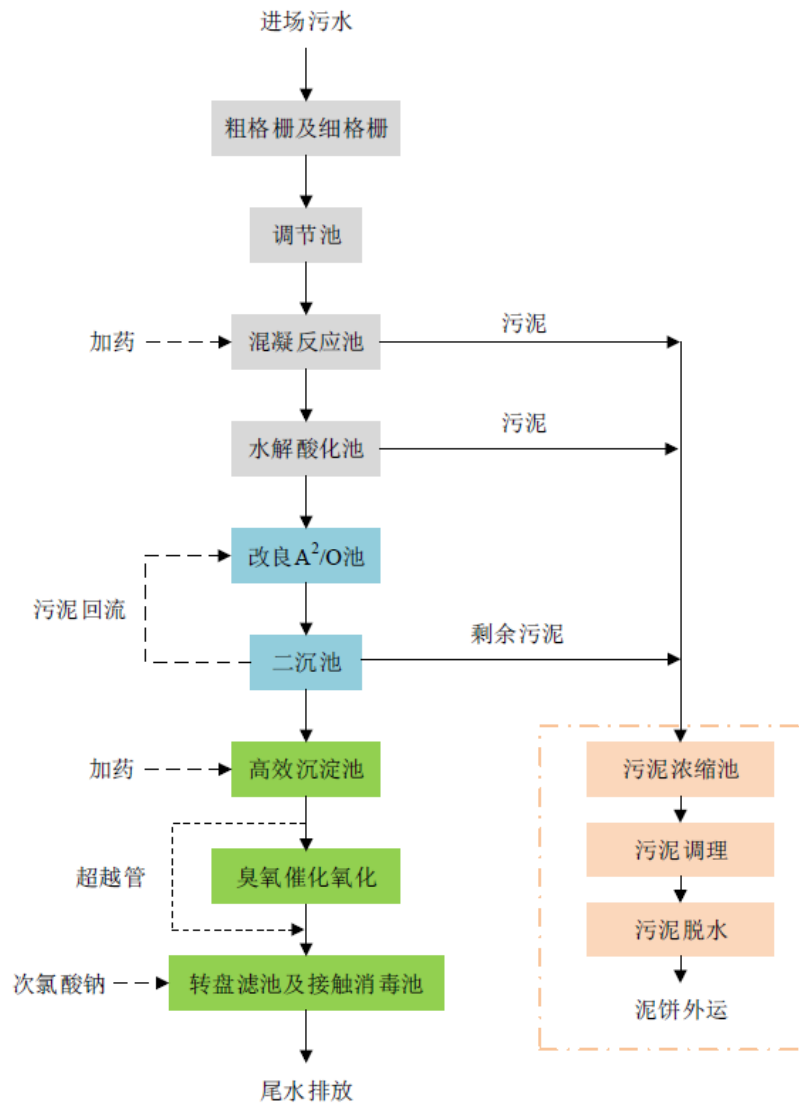 进场污水
粗格栅及细格栅
调节池
加药
混凝反应池
污泥
水解酸化池
污泥
改良A²/O池
污泥回流
二沉池
剩余污泥
加药
高效沉淀池
污泥浓缩池
超越管
臭氧催化氧化
污泥调理
污泥脱水
次氯酸钠
转盘滤池及接触消毒池
泥饼外运
尾水排放